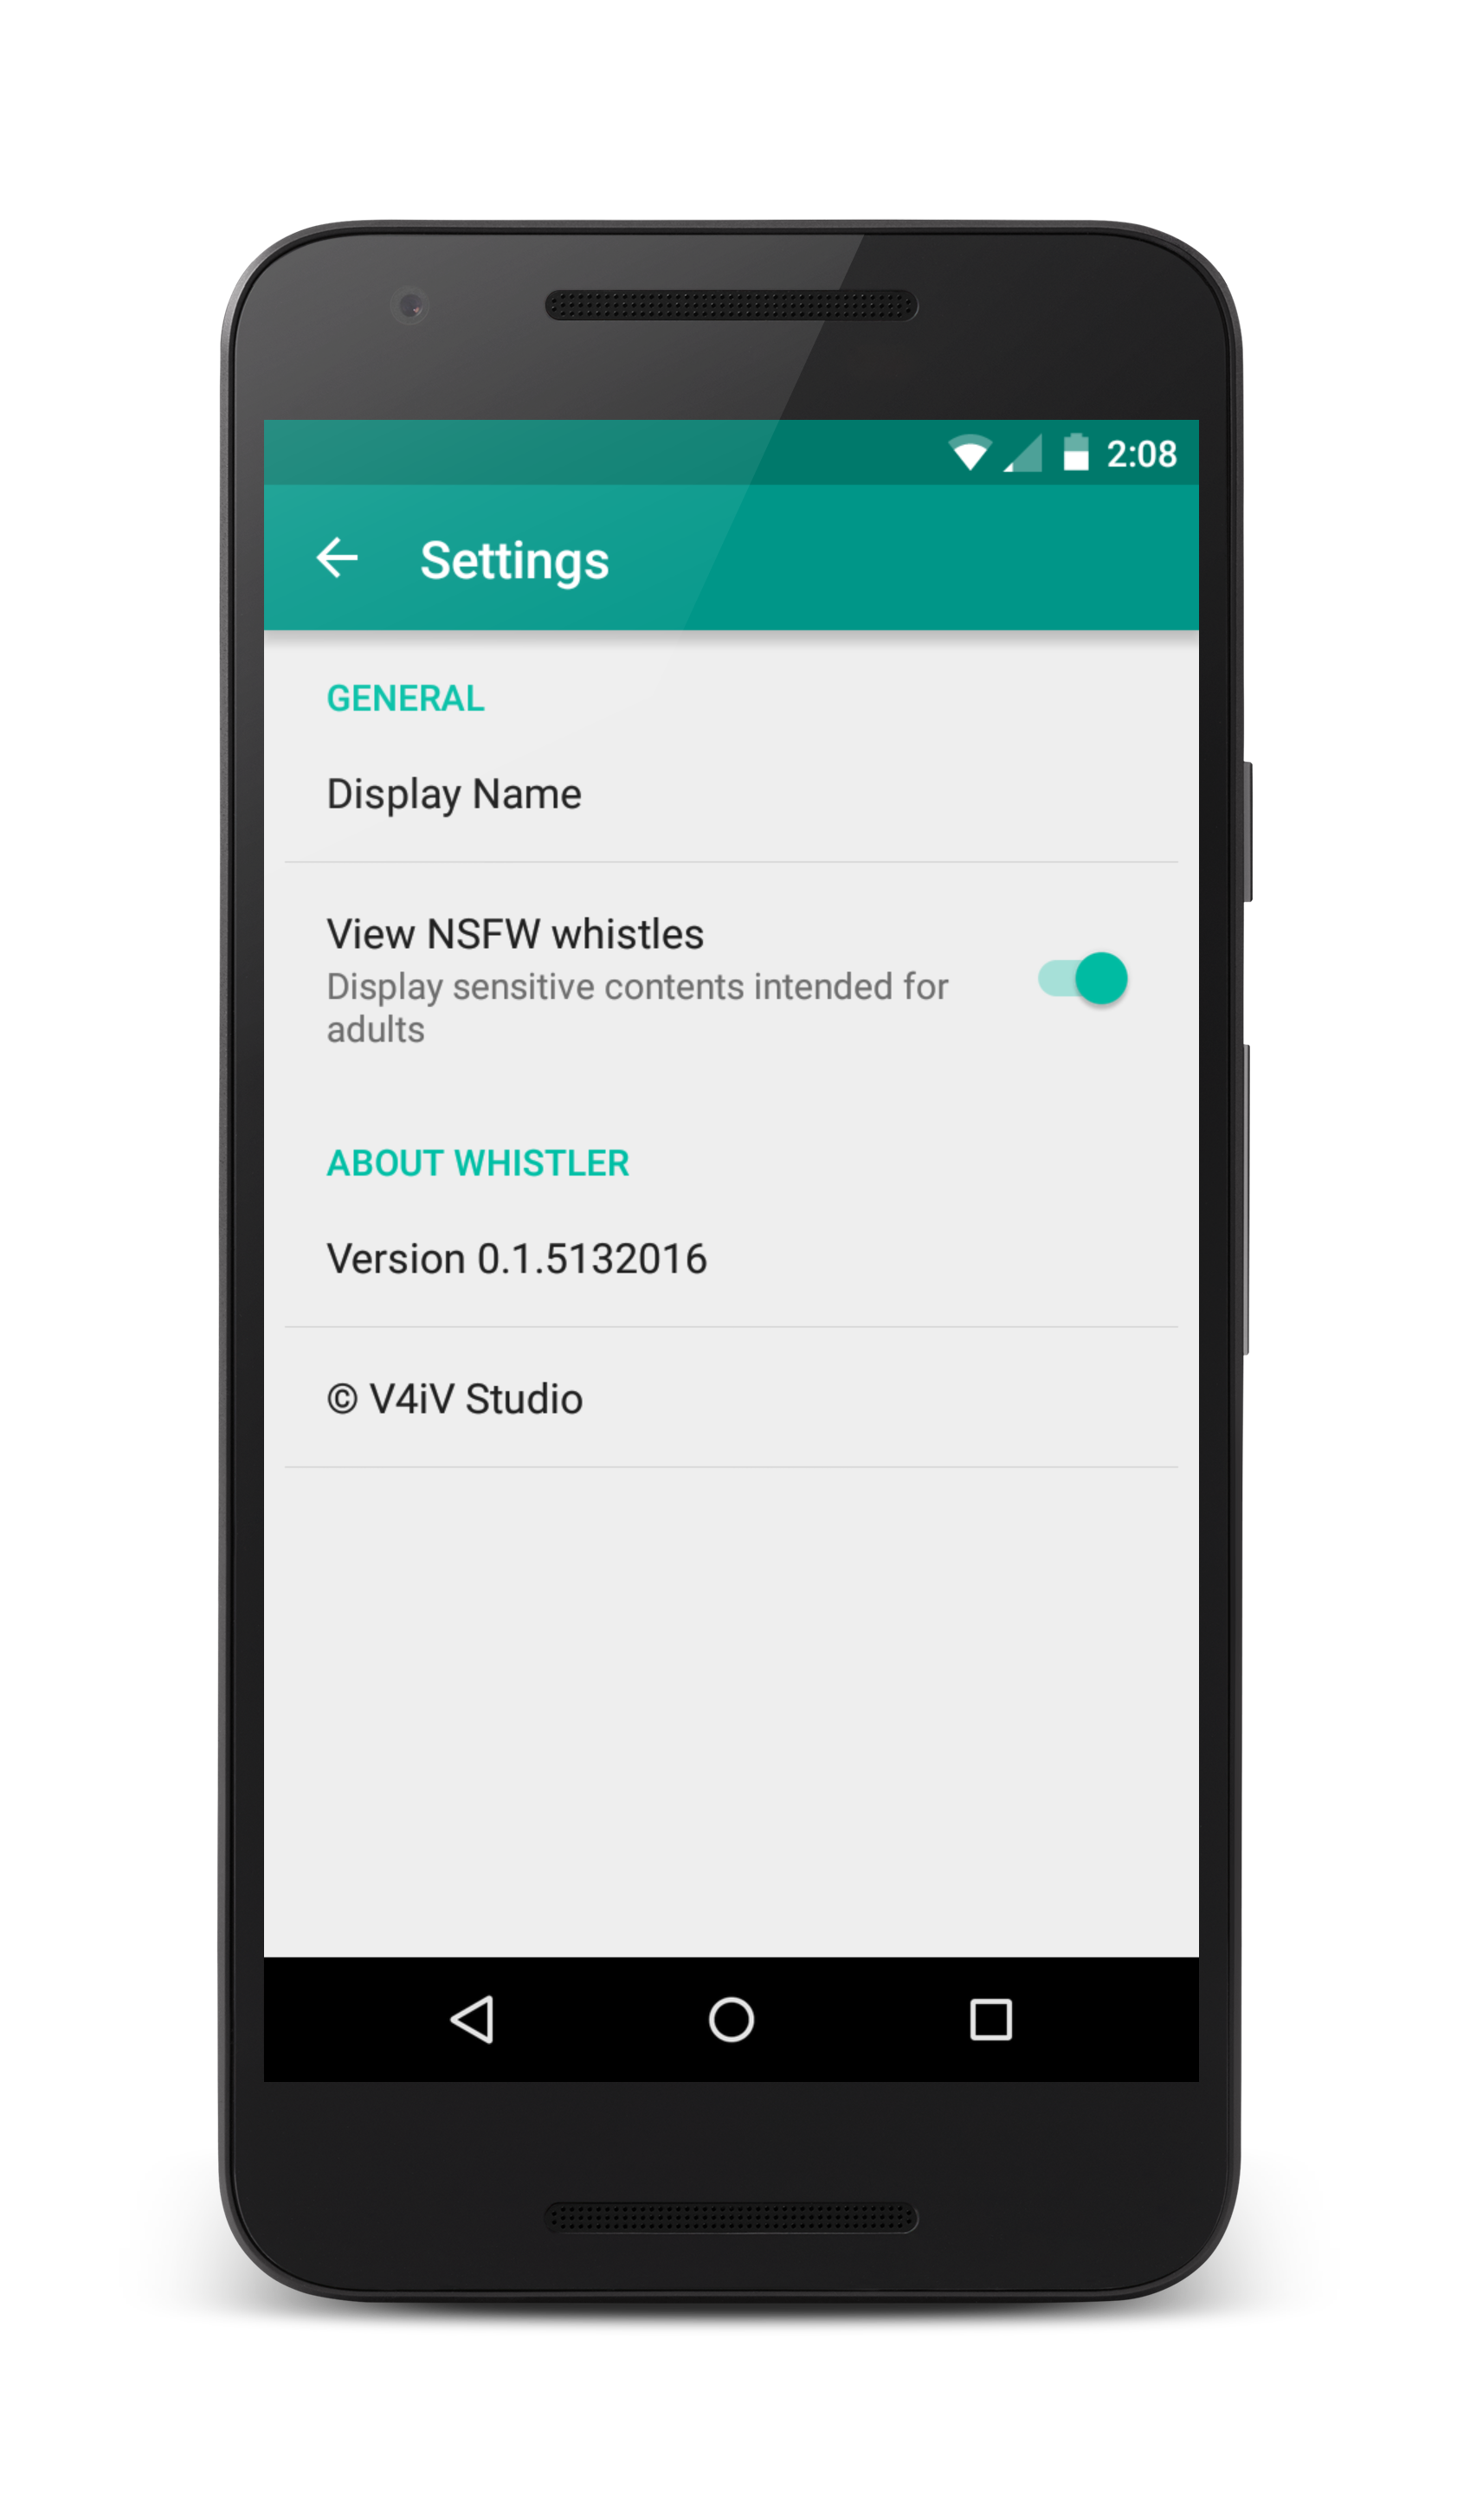 2:08
Settings
GENERAL
Display Name
View NSFW whistles
Display sensitive contents intended for
adults
ABOUT WHISTLER
Version 0.1.5132016
© V4iV Studio